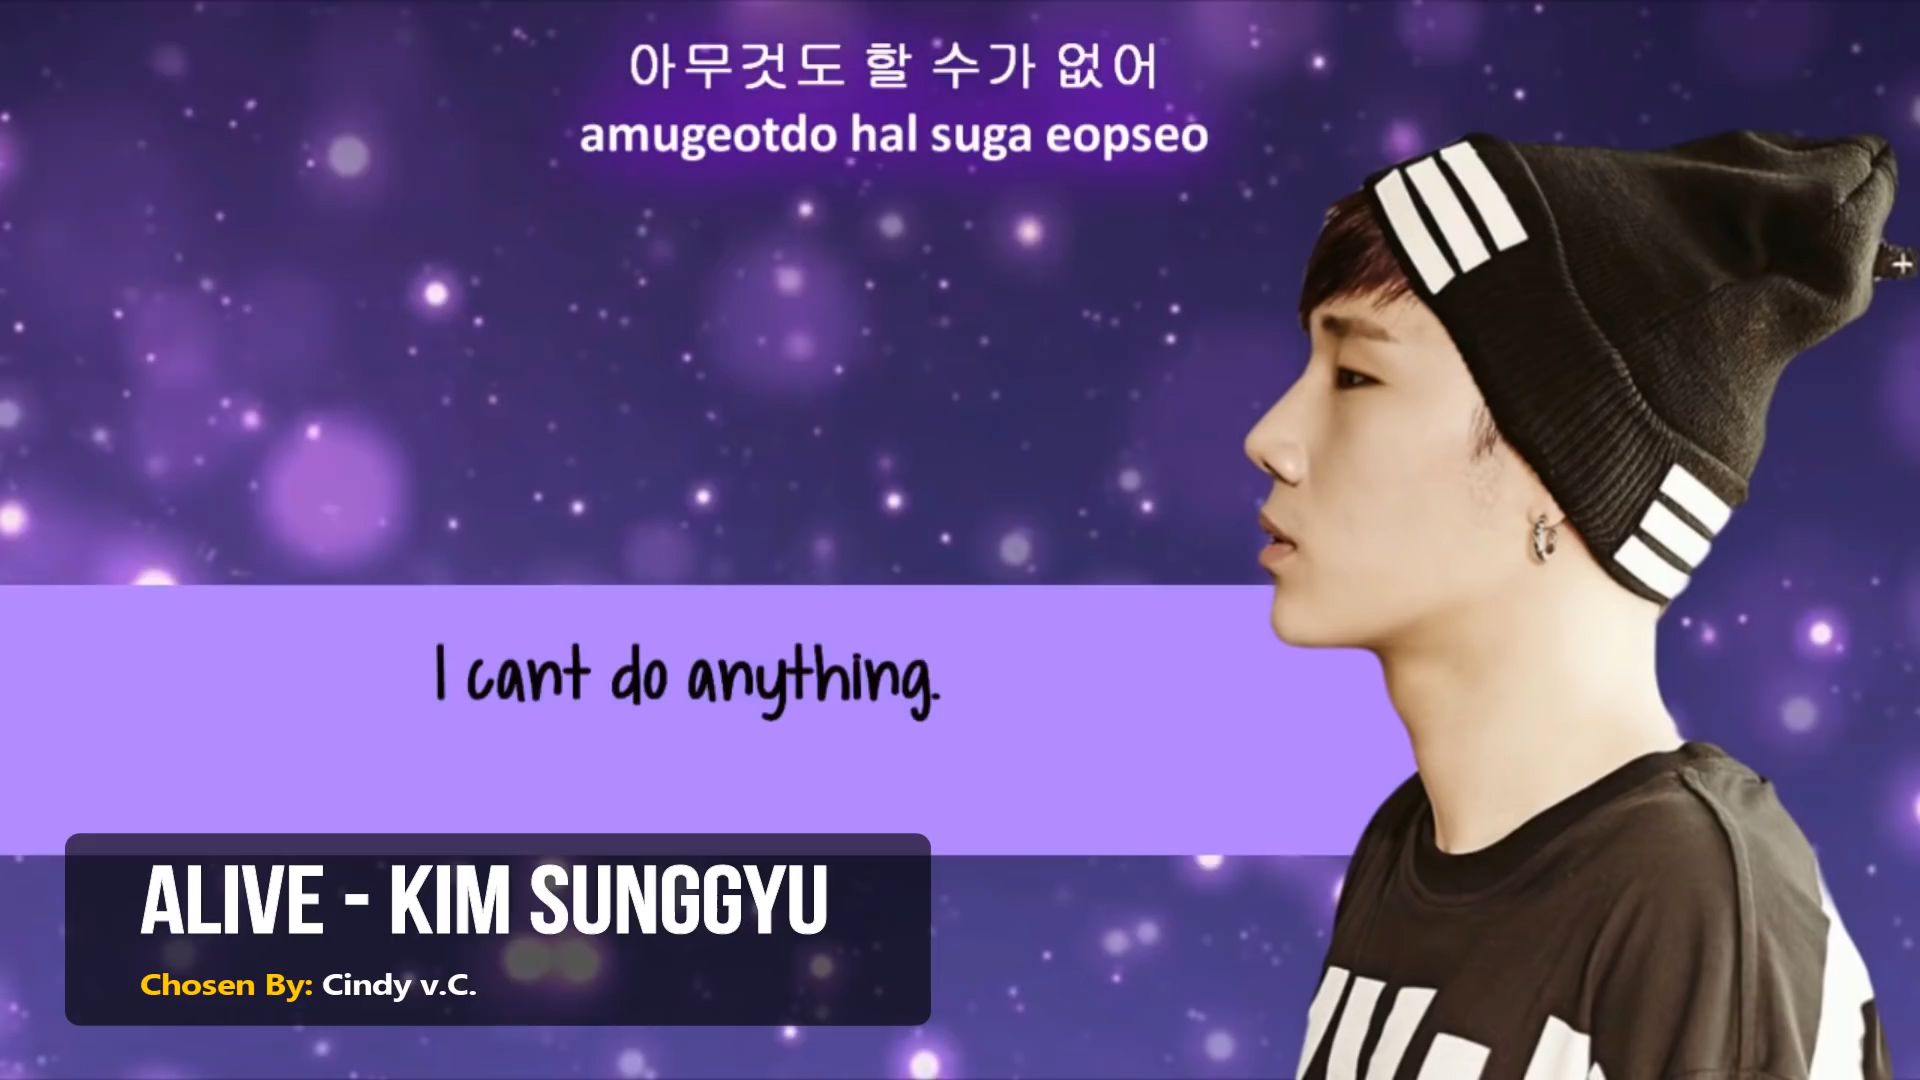 아무것도 할 수가 없어
amugeotdo hal suga eopseo
I cant do anything.
ALIVE - KIM SUNGGYU
Chosen By: Cindy v.C.